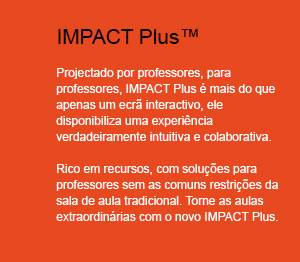 IMPACT Plus™
Projectado por professores, para
professores, IMPACT Plus é mais do que
apenas um ecrã interactivo, ele
disponibiliza uma experiência
verdadeiramente intuitiva e colaborativa.
Rico em recursos, com soluções para
professores sem as comuns restrições da
sala de aula tradicional. Torne as aulas
extraordinárias com o novo IMPACT Plus.